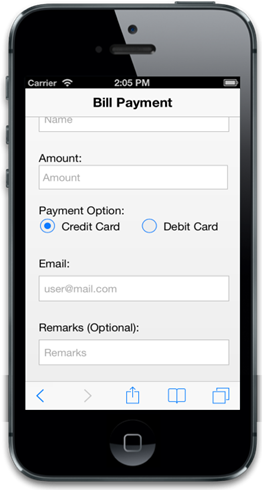 Carrier 2:05 PM
Bill Payment
Name
Amount:
Amount
Payment Option:
Credit Card Debit Card
Email:
user@mail.com
Remarks (Optional):
Remarks